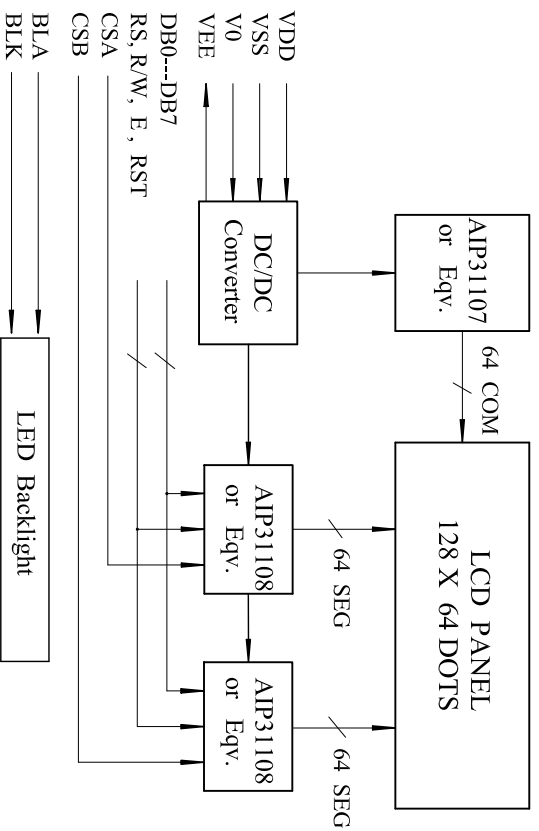 AIP31107
or Eqv.
64 COM
LCD PANEL
128 X 64 DOTS
VDD
VSS
V0
VEE
DC/DC
Converter
64 SEG
64 SEG
AIP31108
or Eqv.
AIP31108
or Eqv.
DB0---DB7
RS, R/W, E , RST
CSA
CSB
BLA
BLK
LED Backlight